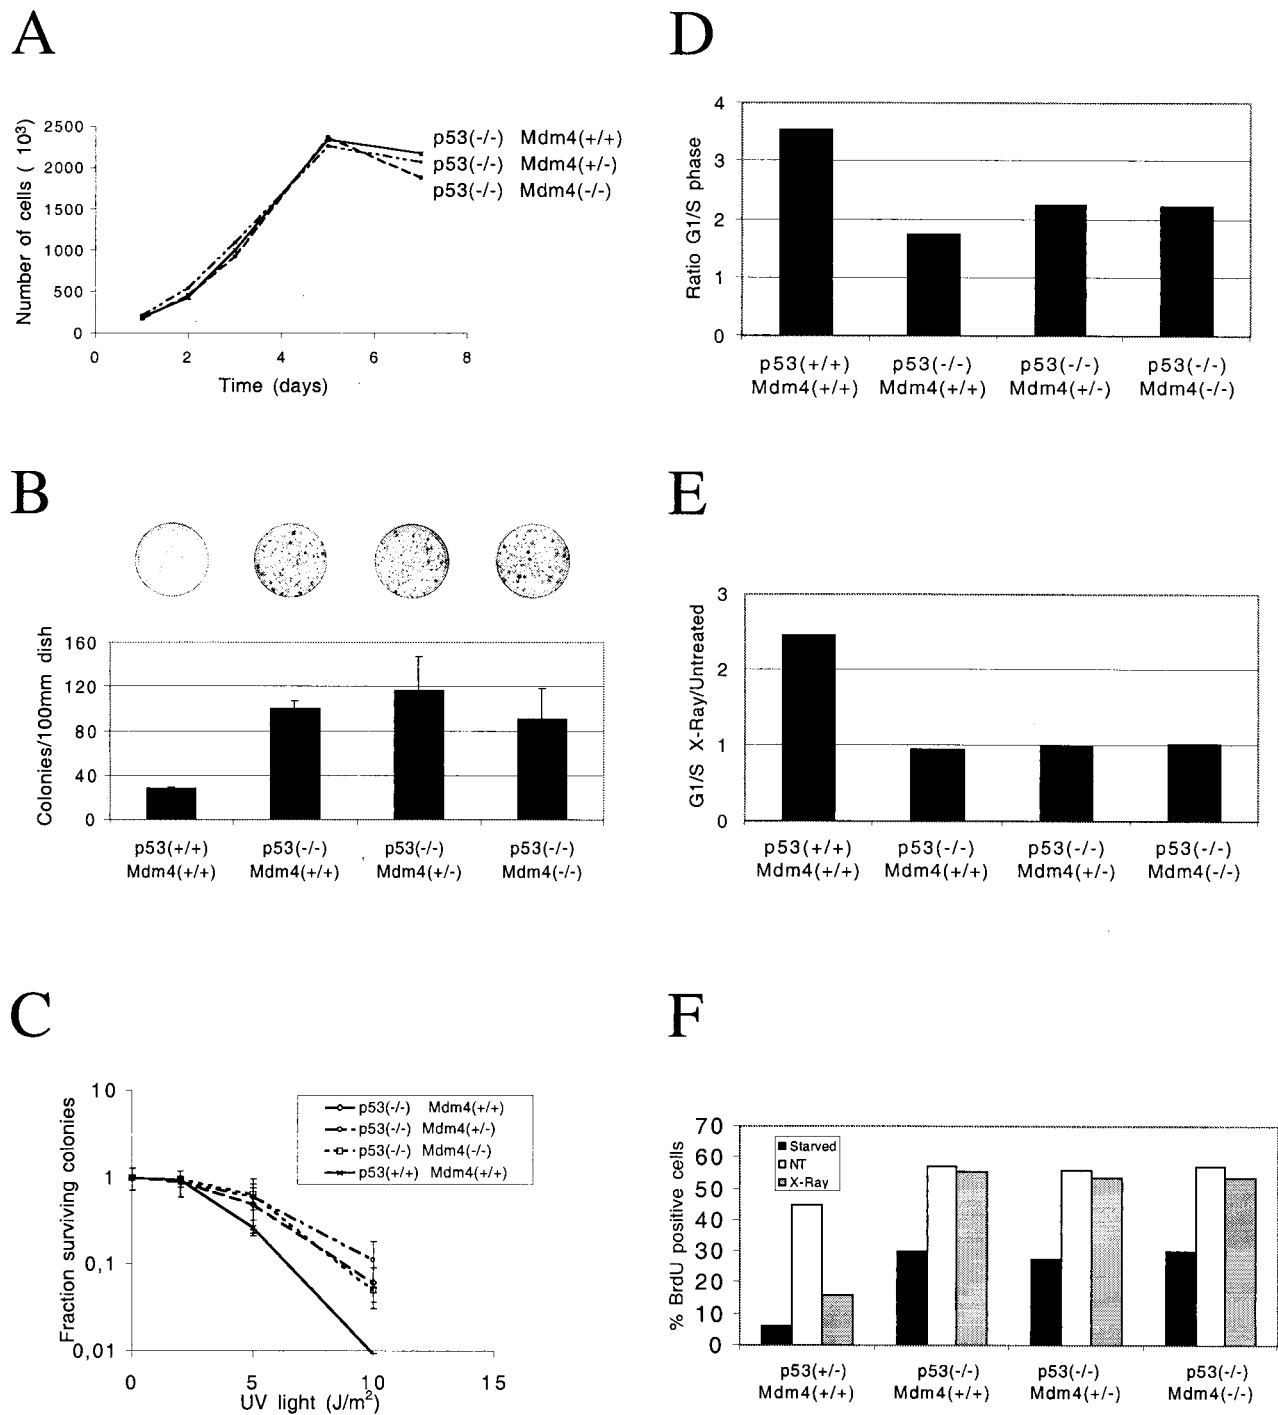 A
2500
2000
1500
1000
500
0
Number of cells ( 10³)
0 2 4 6 8
Time (days)
p53(-/-) Mdm4(+/+)
p53(-/-) Mdm4(+/-)
p53(-/-) Mdm4(-/-)
B
160
120
80
40
0
Colonies/100mm dish
p53(+/+) p53(-/-) p53(-/-) p53(-/-)
Mdm4(+/+) Mdm4(+/+) Mdm4(+/-) Mdm4(-/-)
C
10
1
0.1
0,01
Fraction surviving colonies
0 5 10 15
UV light (J/m²)
p53(-/-) Mdm4(+/+)
p53(-/-) Mdm4(+/-)
p53(-/-) Mdm4(-/-)
p53(+/+) Mdm4(+/+)
D
4
3
2
1
0
Ratio G1/S phase
p53(+/+) p53(-/-) p53(-/-) p53(-/-)
Mdm4(+/+) Mdm4(+/+) Mdm4(+/-) Mdm4(-/-)
E
3
2
1
0
G1/S X-Ray/Untreated
p53(+/+) p53(-/-) p53(-/-) p53(-/-)
Mdm4(+/+) Mdm4(+/+) Mdm4(+/-) Mdm4(-/-)
F
70
60
50
40
30
20
10
0
% BrdU positive cells
Starved
NT
X-Ray
p53(+/-) p53(-/-) p53(-/-) p53(-/-)
Mdm4(+/+) Mdm4(+/+) Mdm4(+/-) Mdm4(-/-)